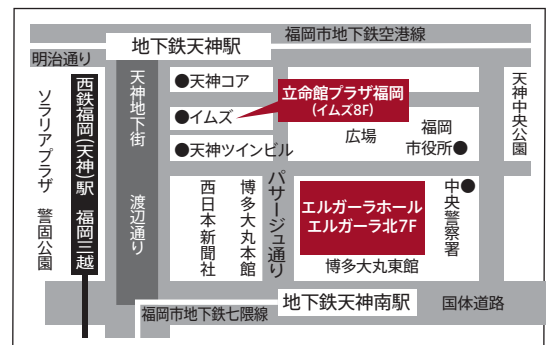 福岡市地下鉄空港線
地下鉄天神駅
明治通り
ソラリアプラザ 警固公園
西鉄福岡(天神)駅 福岡三越
天神地下街 渡辺通り
●天神コア
●イムズ
●天神ツインビル
立命館プラザ福岡
(イムズ8F)
広場
福岡
市役所●
天神中央公園
西日本新聞社
博多大丸本館
パサージュ通り
エルガーラホール
エルガーラ北7F
博多大丸東館
●
中央警察署
地下鉄天神南駅
国体道路
福岡市地下鉄七隈線